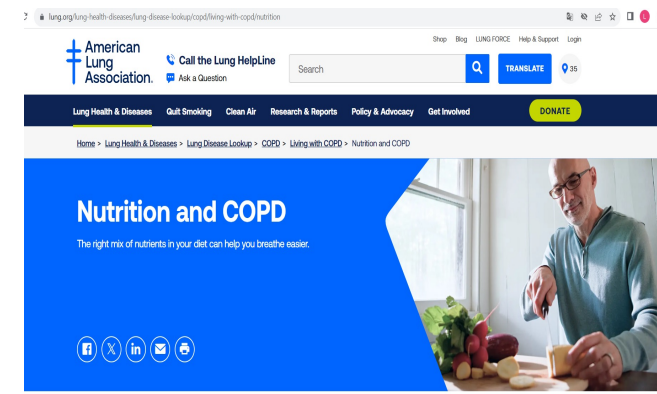 lung.org/lung-health-diseases/lung-disease-lookup/copd/living-with-copd/nutrition
Shop Blog LUNG FORCE Help & Support Login
American
Lung
Association.
Call the Lung HelpLine
Ask a Question
Search
TRANSLATE
35
Lung Health & Diseases Quit Smoking Clean Air Research & Reports Policy & Advocacy Get Involved DONATE
Home > Lung Health & Diseases > Lung Disease Lookup > COPD > Living with COPD > Nutrition and COPD
Nutrition and COPD
The right mix of nutrients in your diet can help you breathe easier.